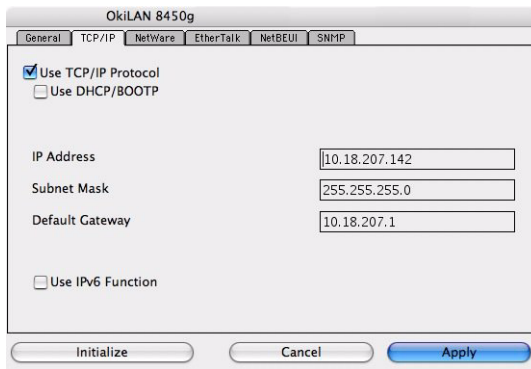 OkiLAN 8450g
General TCP/IP NetWare EtherTalk NetBEUI SNMP
Use TCP/IP Protocol
Use DHCP/BOOTP
IP Address 10.18.207.142
Subnet Mask 255.255.255.0
Default Gateway 10.18.207.1
Use IPv6 Function
Initialize Cancel Apply